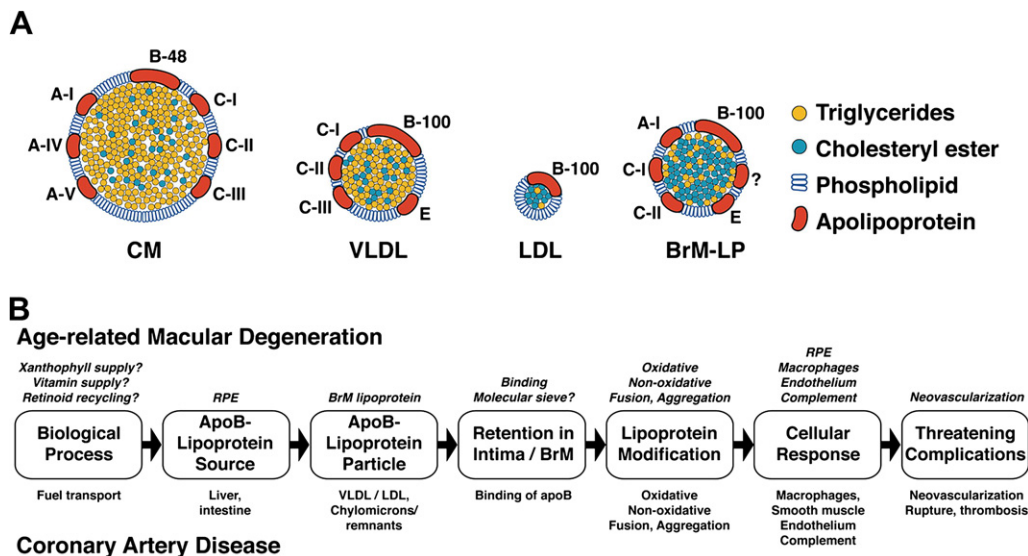 A
B-48
A-I
C-I
A-IV
C-II
A-V
C-III
CM
B-100
C-I
C-II
C-III
E
VLDL
B-100
LDL
B-100
A-I
C-I
?
C-II
E
BrM-LP
Triglycerides
Cholesteryl ester
Phospholipid
Apolipoprotein
B
Age-related Macular Degeneration
Xanthophyll supply?
Vitamin supply?
Retinoid recycling?
Biological
Process
Fuel transport
RPE
ApoB-
Lipoprotein
Source
Liver,
intestine
BrM lipoprotein
ApoB-
Lipoprotein
Particle
VLDL / LDL,
Chylomicrons/
remnants
Binding
Molecular sieve?
Retention in
Intima / BrM
Binding of apoB
Oxidative
Non-oxidative
Fusion, Aggregation
Lipoprotein
Modification
Oxidative
Non-oxidative
Fusion, Aggregation
RPE
Macrophages
Endothelium
Complement
Cellular
Response
Macrophages,
Smooth muscle
Endothelium
Complement
Neovascularization
Threatening
Complications
Neovascularization
Rupture, thrombosis
Coronary Artery Disease